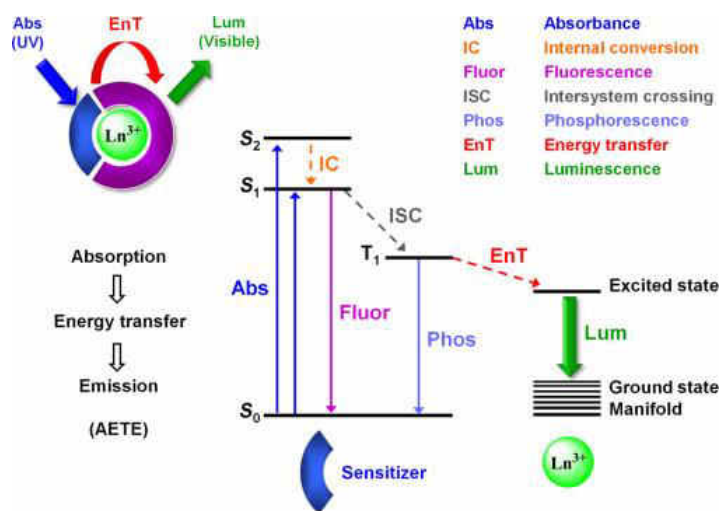 Abs
(UV)
EnT
Lum
(Visible)
Ln3+
Abs Absorbance
IC Internal conversion
Fluor Fluorescence
ISC Intersystem crossing
Phos Phosphorescence
EnT Energy transfer
Lum Luminescence
S2
IC
S1
ISC
T1
EnT
Excited state
Absorption
Energy transfer
Emission
(AETE)
Abs
Fluor
Phos
Lum
Ground state
Manifold
S0
Sensitizer
Ln3+